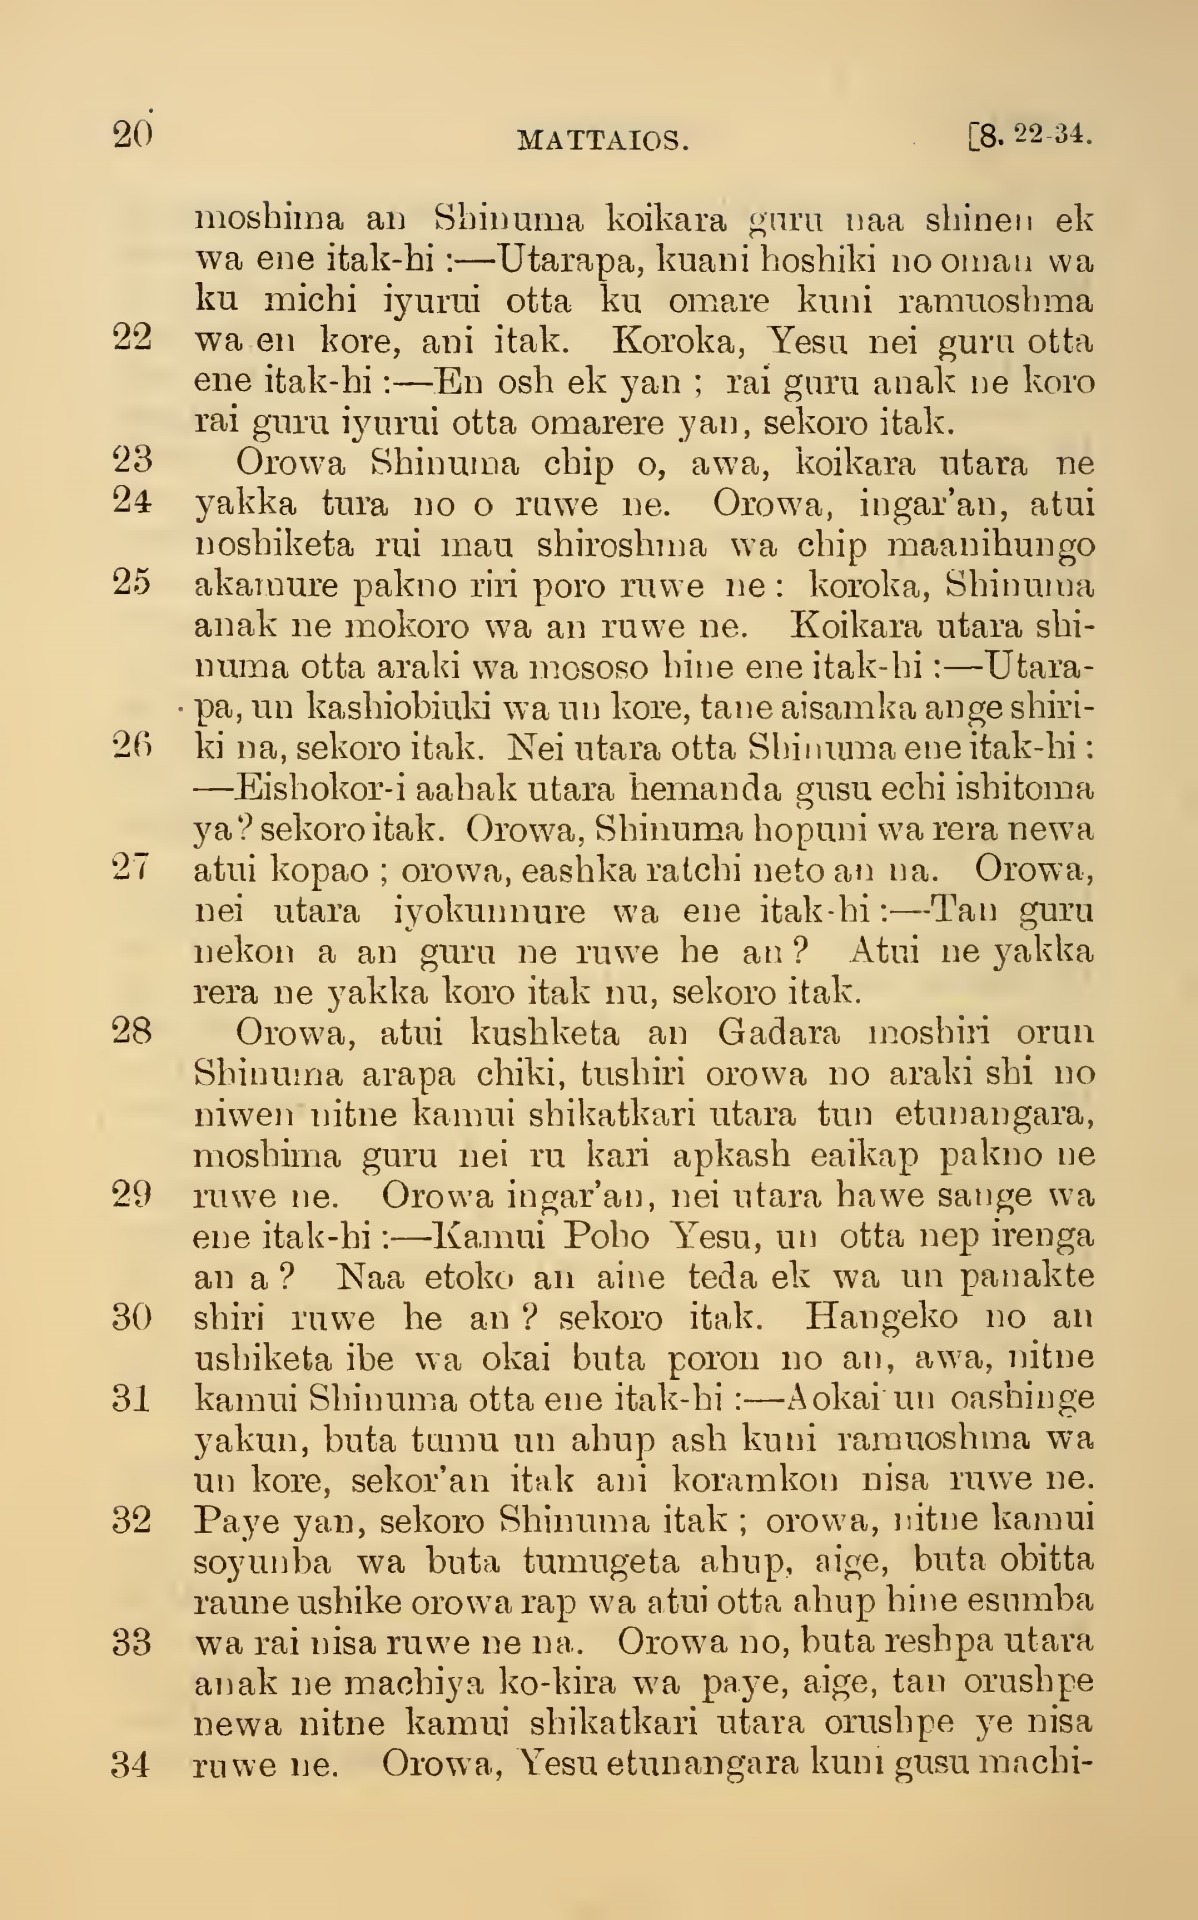 20 MATTAIOS. [8. 22-34.
moshima an Shinuma koikara guru naa shinen ek
wa ene itak-hi :—Utarapa, kuani hoshiki no oman wa
ku michi iyurui otta ku omare kuni ramuoshma
22 wa en kore, ani itak. Koroka, Yesu nei guru otta
ene itak-hi :—En osh ek yan ; rai guru anak ne koro
rai guru iyurui otta omarere yan, sekoro itak.
23 Orowa Shinuma chip o, awa, koikara utara ne
24 yakka tura no o ruwe ne. Orowa, ingar'an, atui
noshiketa rui mau shiroshma wa chip maanihungo
25 akamure pakno riri poro ruwe ne : koroka, Shinuma
anak ne mokoro wa an ruwe ne. Koikara utara shi-
numa otta araki wa mososo hine ene itak-hi :—Utara-
pa, un kashiobiuki wa un kore, tane aisamka ange shiri-
26 ki na, sekoro itak. Nei utara otta Shinuma ene itak-hi :
—Eishokor-i aahak utara hemanda gusu echi ishitoma
ya? sekoro itak. Orowa, Shinuma hopuni wa rera newa
27 atui kopao ; orowa, eashka ratchi neto an na. Orowa,
nei utara iyokunnure wa ene itak-hi :—Tan guru
nekon a an guru ne ruwe he an? Atui ne yakka
rera ne yakka koro itak nu, sekoro itak.
28 Orowa, atui kushketa an Gadara moshiri orun
Shinuma arapa chiki, tushiri orowa no araki shi no
niwen nitne kamui shikatkari utara tun etunangara,
moshima guru nei ru kari apkash eaikap pakno ne
29 ruwe ne. Orowa ingar'an, nei utara hawe sange wa
ene itak-hi :—Kamui Poho Yesu, un otta nep irenga
an a? Naa etoko an aine teda ek wa un panakte
30 shiri ruwe he an? sekoro itak. Hangeko no an
ushiketa ibe wa okai buta poron no an, awa, nitne
31 kamui Shinuma otta ene itak-hi :—Aokai un oashinge
yakun, buta tumu un ahup ash kuni ramuoshma wa
un kore, sekor'an itak ani koramkon nisa ruwe ne.
32 Paye yan, sekoro Shinuma itak ; orowa, nitne kamui
soyunba wa buta tumugeta ahup, aige, buta obitta
raune ushike orowa rap wa atui otta ahup hine esumba
33 wa rai nisa ruwe ne na. Orowa no, buta reshpa utara
anak ne machiya ko-kira wa paye, aige, tan orushpe
newa nitne kamui shikatkari utara orushpe ye nisa
34 ruwe ne. Orowa, Yesu etunangara kuni gusu machi-